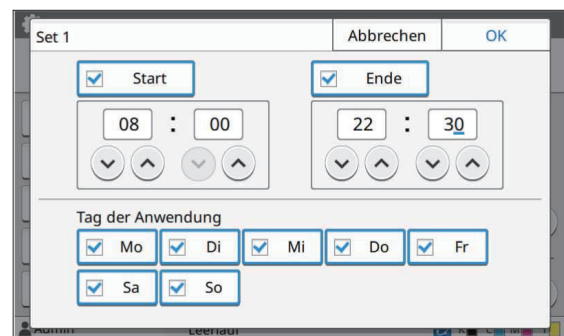 Set 1 Abbrechen OK
Start Ende
08 : 00 22 : 30
Tag der Anwendung
Mo Di Mi Do Fr
Sa So
Admin Leerlauf K M